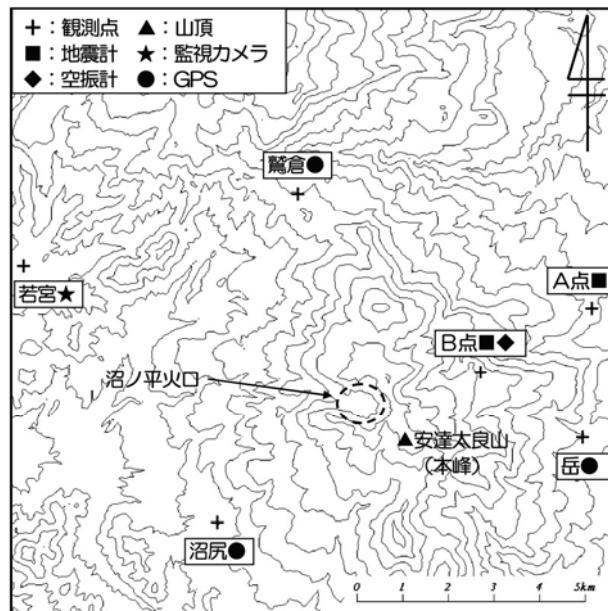 +：観測点 ▲：山頂
■：地震計 ★：監視カメラ
◆：空振計 ●：GPS
鷲倉●
若宮★
A点■
B点■◆
沼ノ平火口
▲安達太良山
（本峰）
岳●
沼尻●
0 1 2 3 4 5km